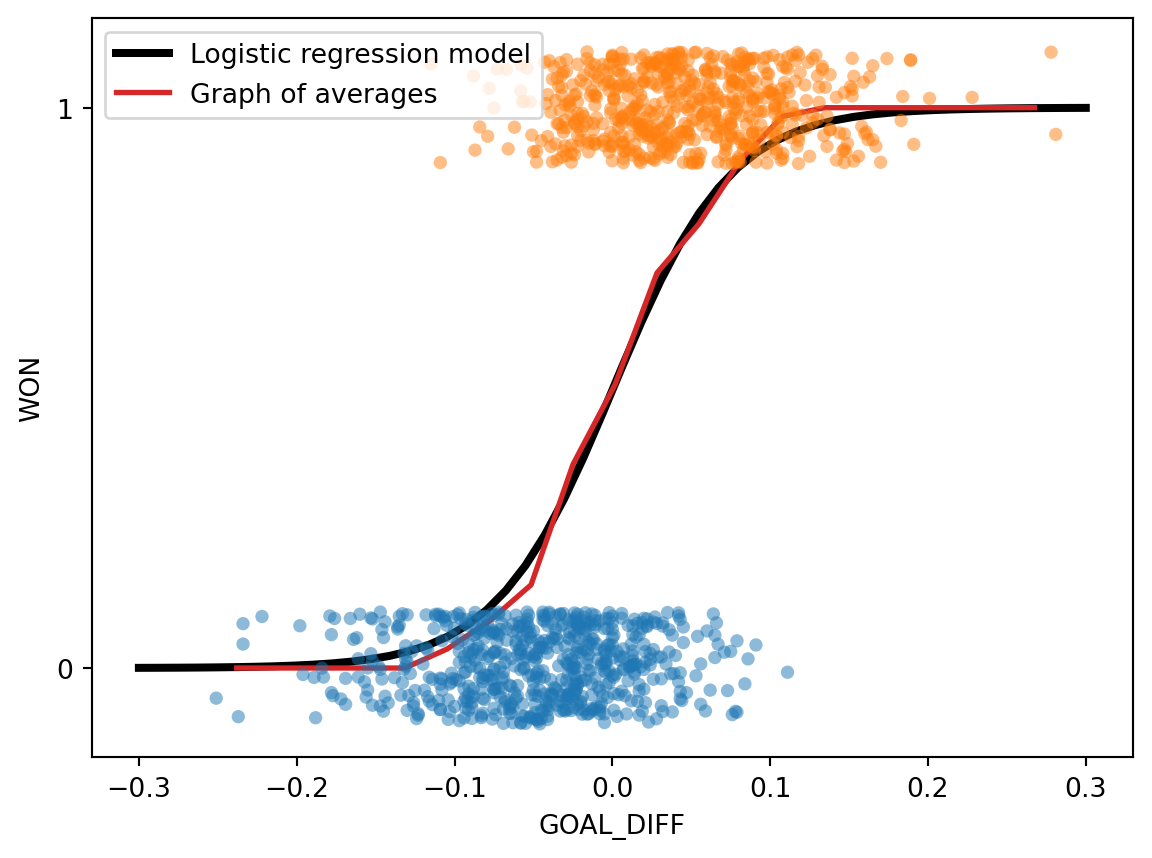 Logistic regression model
Graph of averages
1
WON
0
−0.3 −0.2 −0.1 0.0 0.1 0.2 0.3
GOAL_DIFF